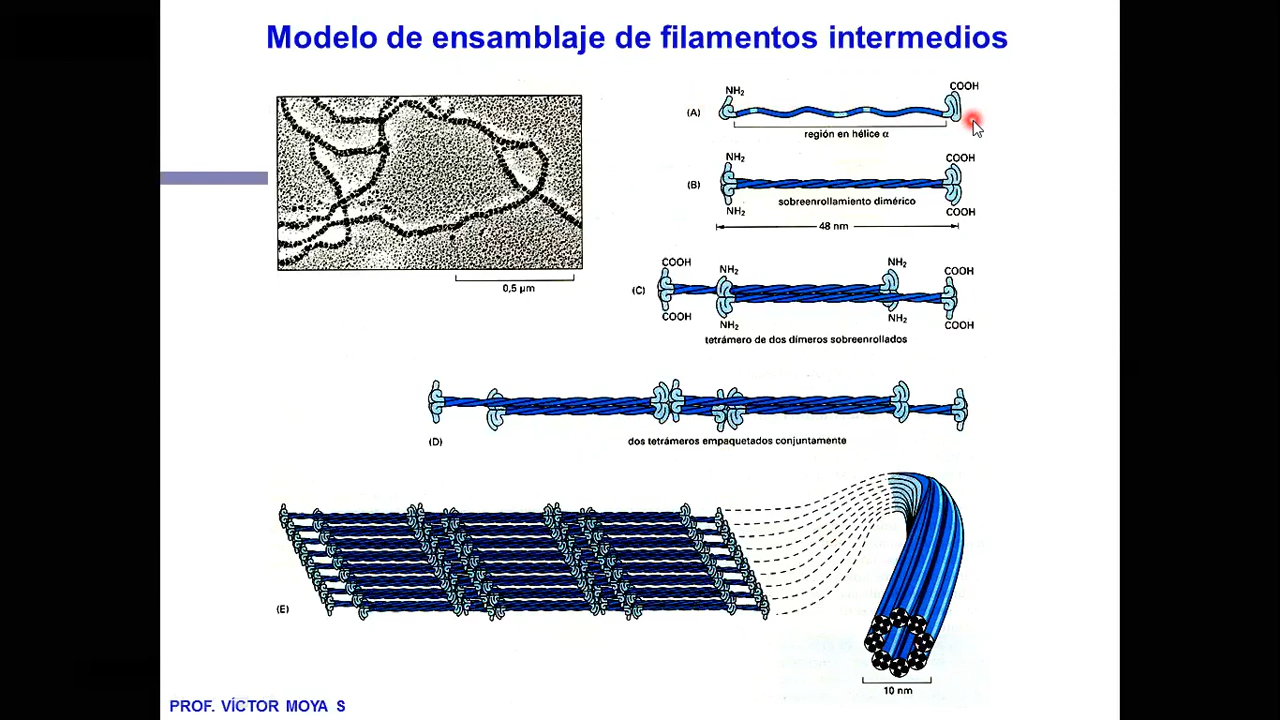 Modelo de ensamblaje de filamentos intermedios
NH2
COOH
(A)
región en hélice α
NH2
COOH
(B)
sobreenrollamiento dimérico
NH2
COOH
48 nm
0,5 µm
COOH
NH2
NH2
COOH
(C)
COOH
NH2
NH2
COOH
tetrámero de dos dímeros sobreenrollados
(D)
dos tetrámeros empaquetados conjuntamente
(E)
10 nm
PROF. VÍCTOR MOYA S